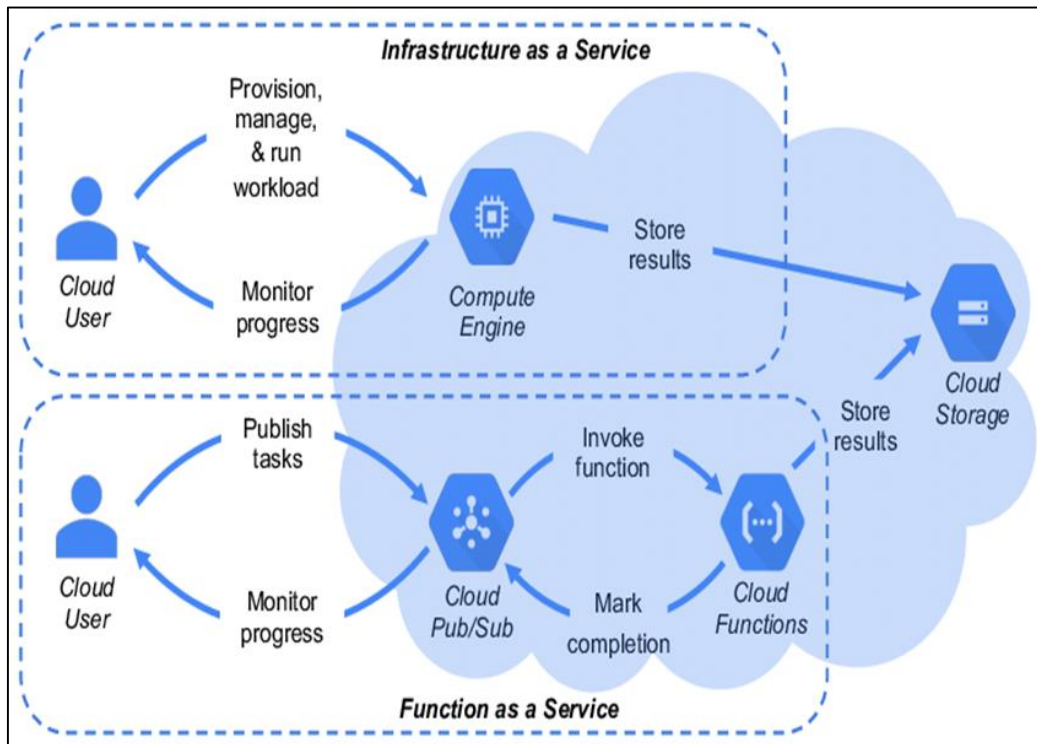 Infrastructure as a Service
Provision,
manage,
& run
workload
Cloud
User
Monitor
progress
Compute
Engine
Store
results
Cloud
Storage
Publish
tasks
Cloud
User
Monitor
progress
Cloud
Pub/Sub
Invoke
function
Mark
completion
Cloud
Functions
Store
results
Function as a Service